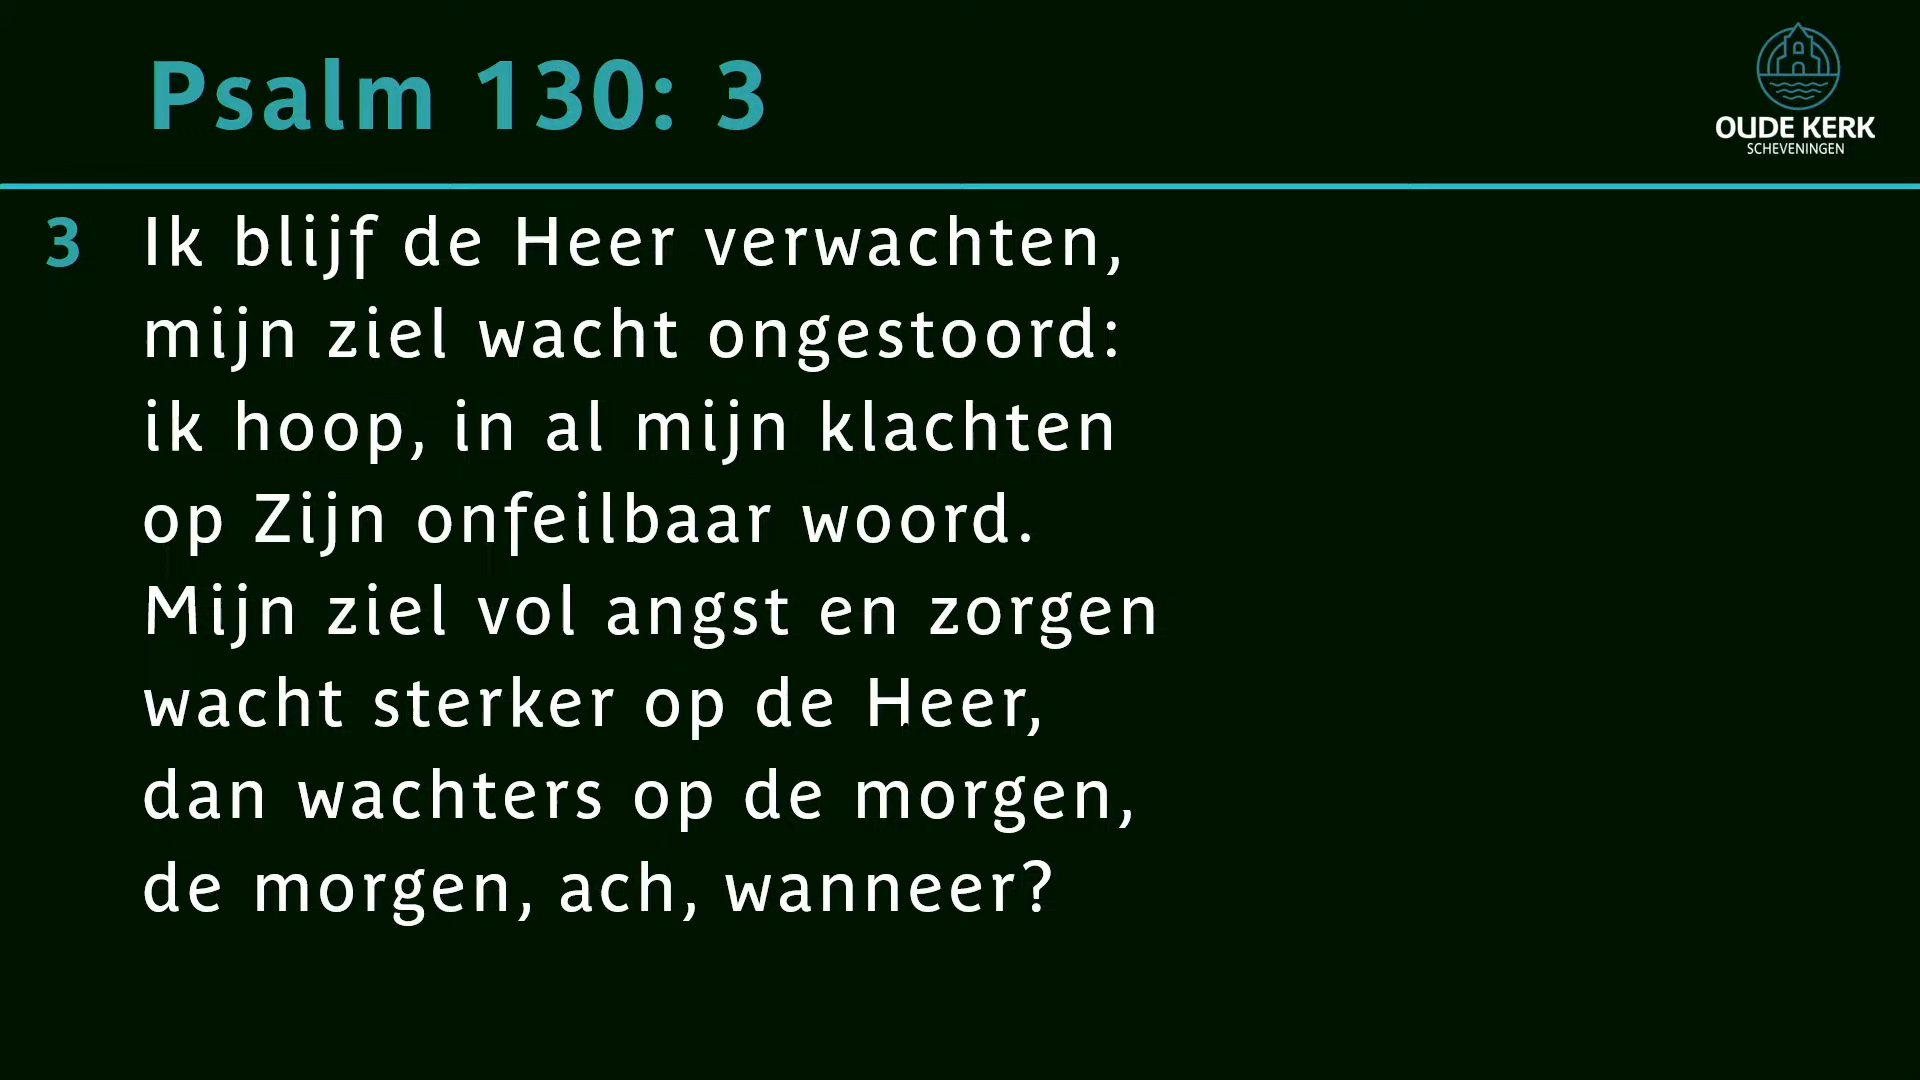 Psalm 130: 3
OUDE KERK
SCHEVENINGEN
3 Ik blijf de Heer verwachten,
mijn ziel wacht ongestoord:
ik hoop, in al mijn klachten
op Zijn onfeilbaar woord.
Mijn ziel vol angst en zorgen
wacht sterker op de Heer,
dan wachters op de morgen,
de morgen, ach, wanneer?